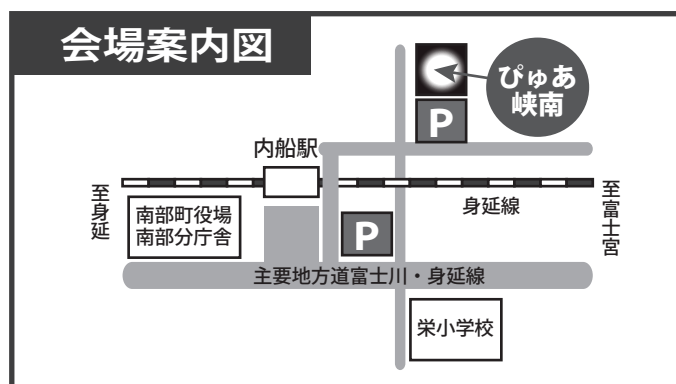 会場案内図
ぴゅあ
峡南
P
内船駅
至身延
身延線
至富士宮
南部町役場
南部分庁舎
P
主要地方道富士川・身延線
栄小学校